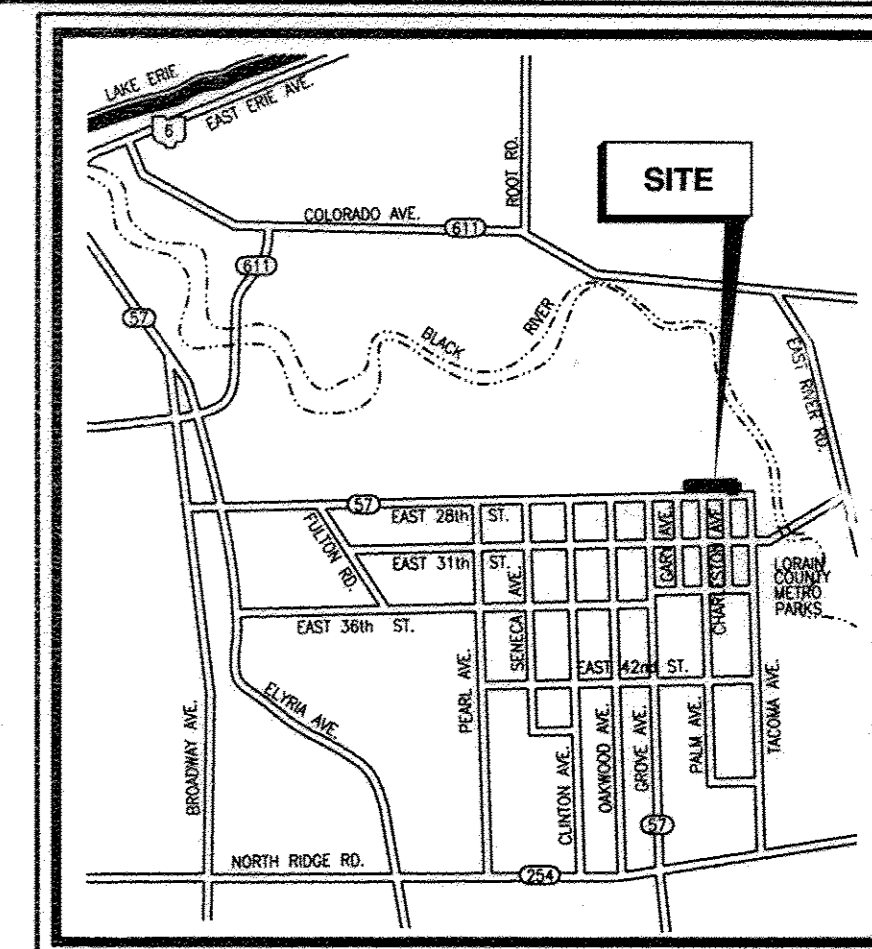 LAKE ERIE
6
EAST ERIE AVE.
ROOT RD.
SITE
COLORADO AVE.
611
611
57
BLACK
RIVER
EAST RIVER RD.
57
EAST 28th ST.
FULTON RD.
GARY AVE.
CHARLESTON AVE.
EAST 31th ST.
SENECA AVE.
LORAIN
COUNTY
METRO
PARKS
EAST 36th ST.
EAST 42nd ST.
PEARL AVE.
ELYRIA AVE.
BROADWAY AVE.
CLINTON AVE.
OAKWOOD AVE.
GROVE AVE.
PALM AVE.
TACOMA AVE.
57
NORTH RIDGE RD.
254